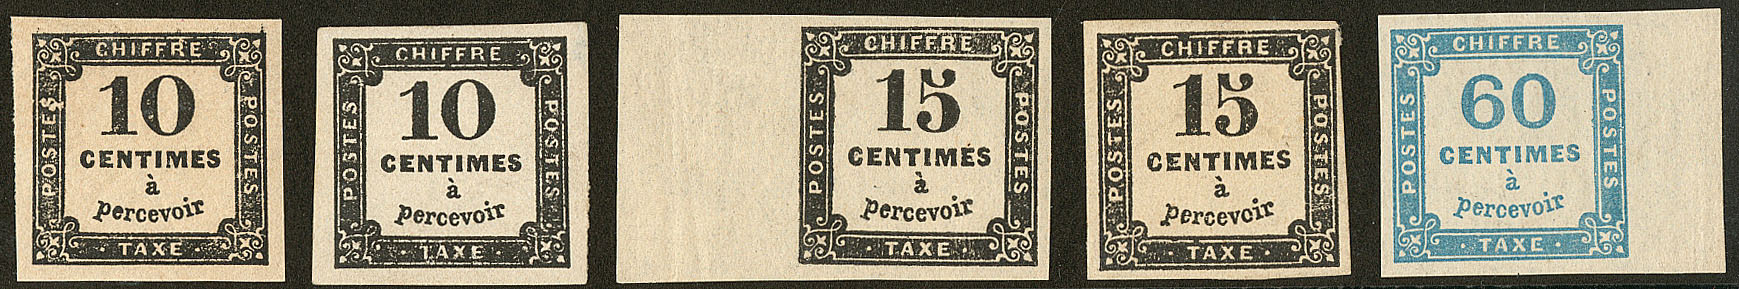 CHIFFRE
POSTES
10
CENTIMES
à
percevoir
POSTES
TAXE
CHIFFRE
POSTES
10
CENTIMES
à
percevoir
POSTES
TAXE
CHIFFRE
POSTES
15
CENTIMES
à
percevoir
POSTES
TAXE
CHIFFRE
POSTES
15
CENTIMES
à
percevoir
POSTES
TAXE
CHIFFRE
POSTES
60
CENTIMES
à
percevoir
POSTES
TAXE